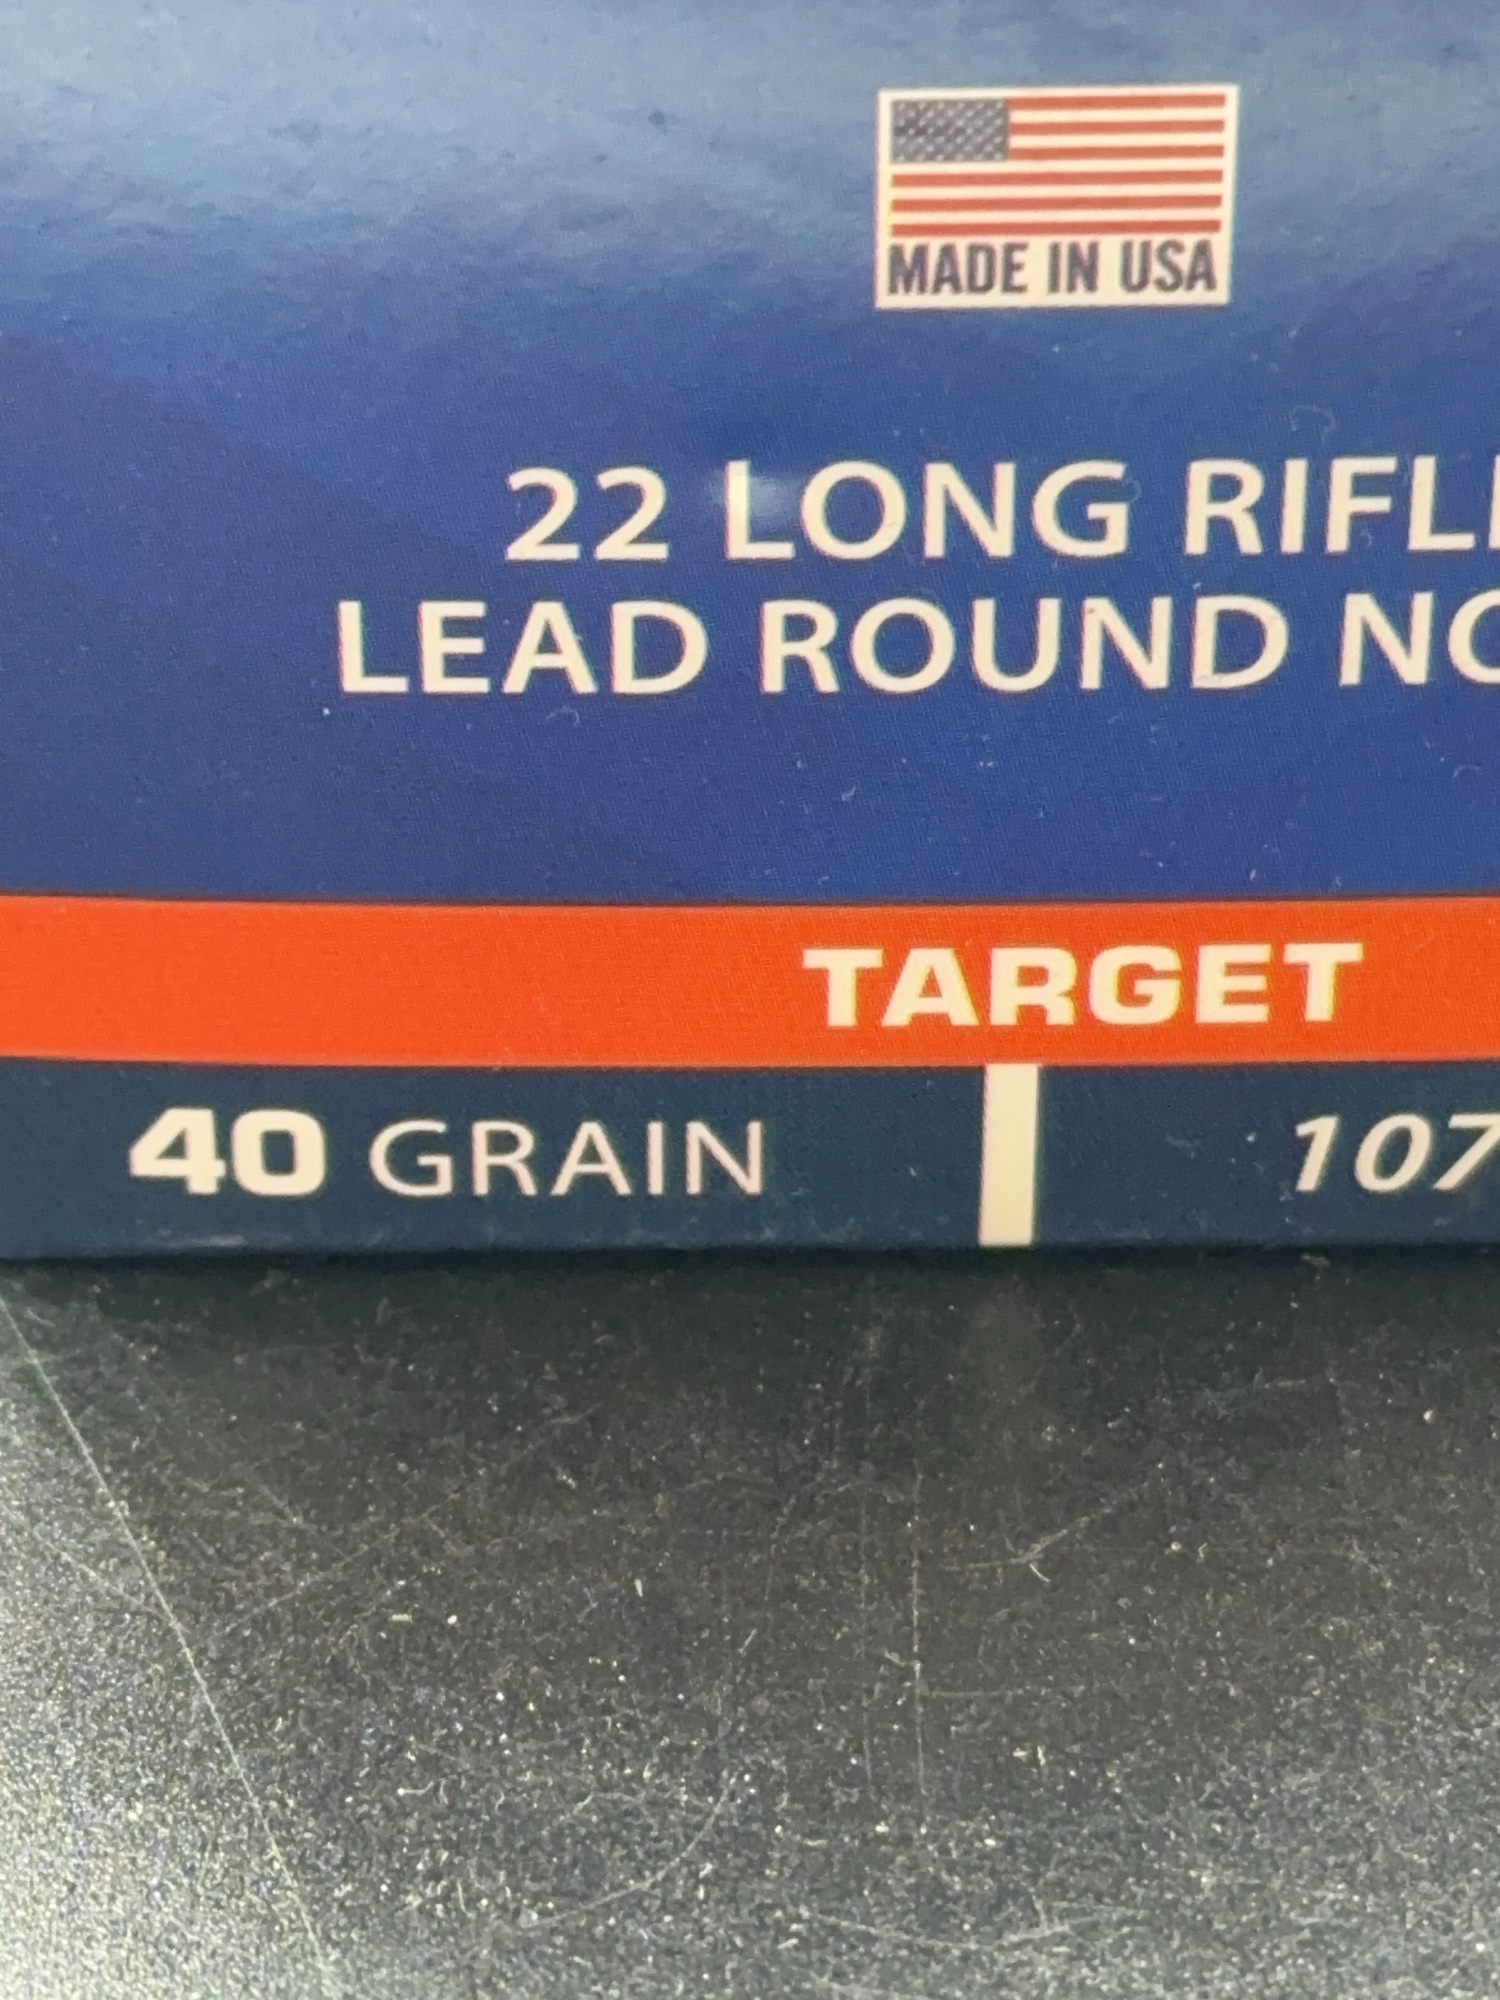 MADE IN USA
22 LONG RIFL
LEAD ROUND NO
TARGET
40 GRAIN
107